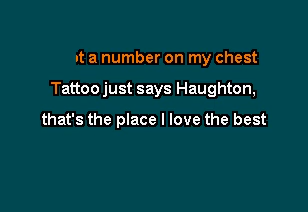 a number on my chest
Tattoo just says Haughton,
that's the place I love the best